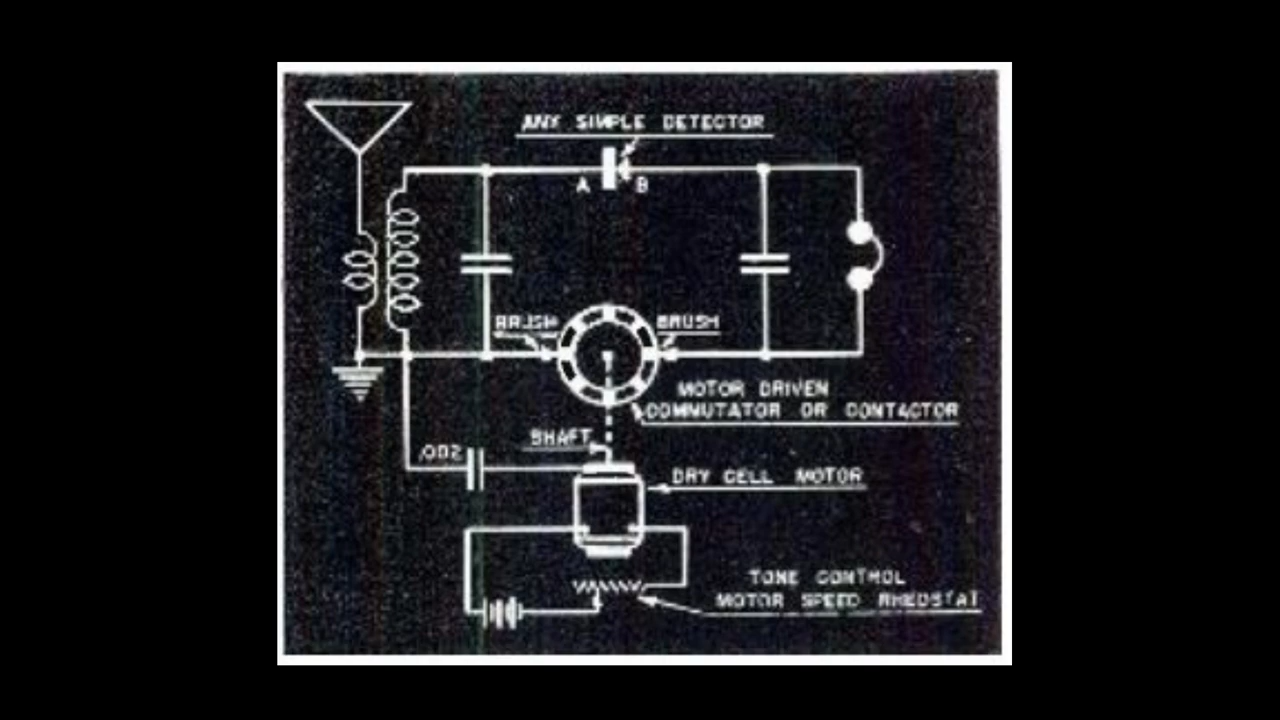 ANY SIMPLE DETECTOR
A B
BRUSH BRUSH
MOTOR DRIVEN
COMMUTATOR OR CONTACTOR
SHAFT
.002
DRY CELL MOTOR
TONE CONTROL
MOTOR SPEED RHEOSTAT